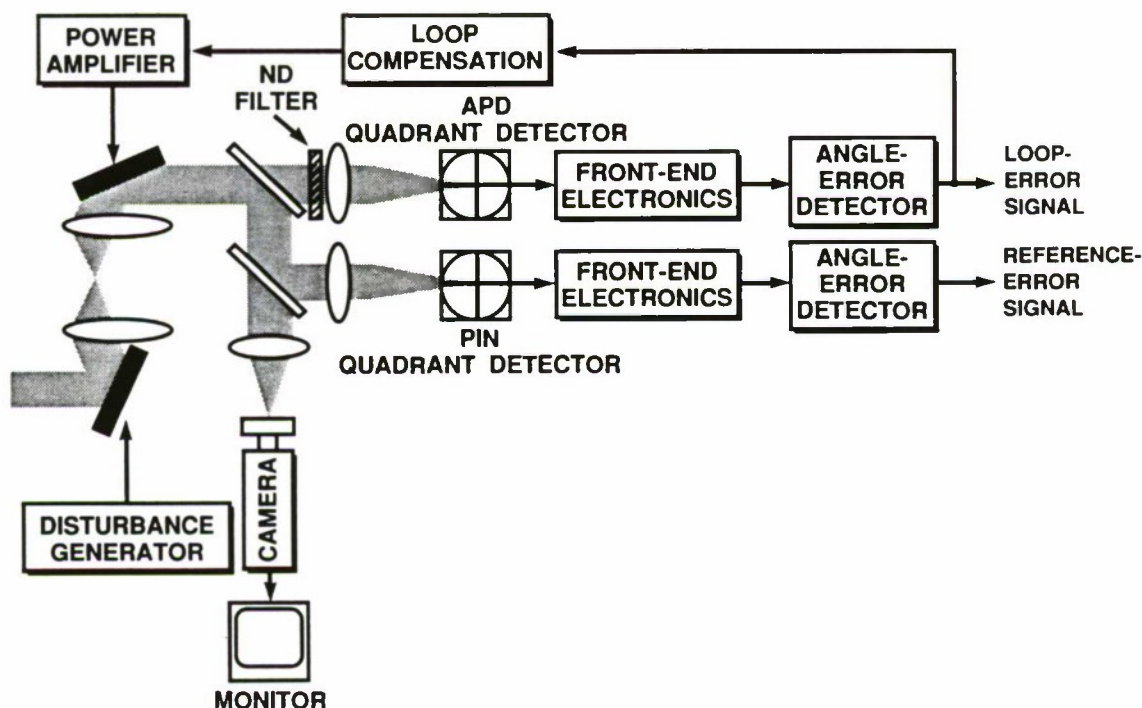 POWER
AMPLIFIER
LOOP
COMPENSATION
ND
FILTER
APD
QUADRANT DETECTOR
FRONT-END
ELECTRONICS
ANGLE-
ERROR
DETECTOR
LOOP-
ERROR
SIGNAL
PIN
QUADRANT DETECTOR
FRONT-END
ELECTRONICS
ANGLE-
ERROR
DETECTOR
REFERENCE-
ERROR
SIGNAL
DISTURBANCE
GENERATOR
CAMERA
MONITOR